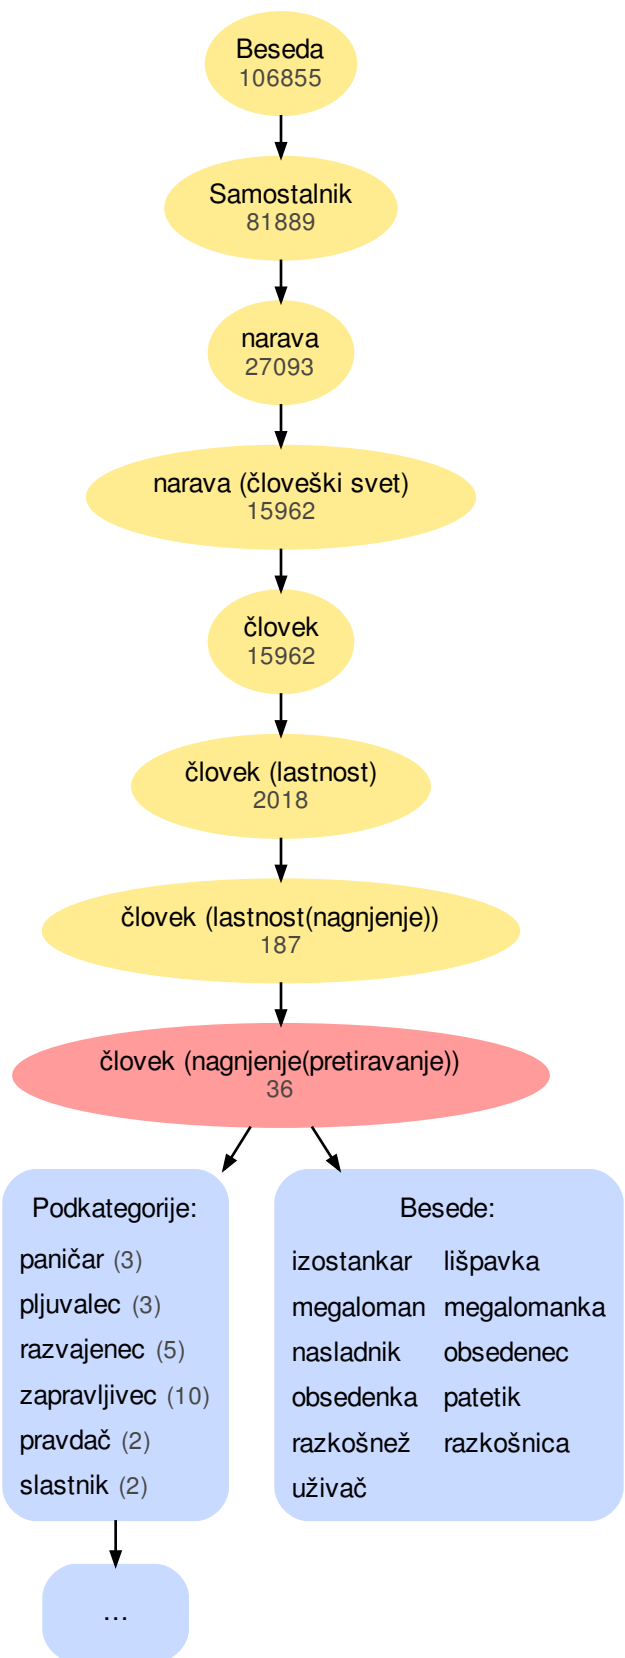 Beseda
106855
Samostalnik
81889
narava
27093
narava (človeški svet)
15962
človek
15962
človek (lastnost)
2018
človek (lastnost(nagnjenje))
187
človek (nagnjenje(pretiravanje))
36
Podkategorije:
paničar (3)
pljuvalec (3)
razvajenec (5)
zapravljivec (10)
pravdač (2)
slastnik (2)
...
Besede:
izostankar lišpavka
megaloman megalomanka
nasladnik obsedenec
obsedenka patetik
razkošnež razkošnica
uživač